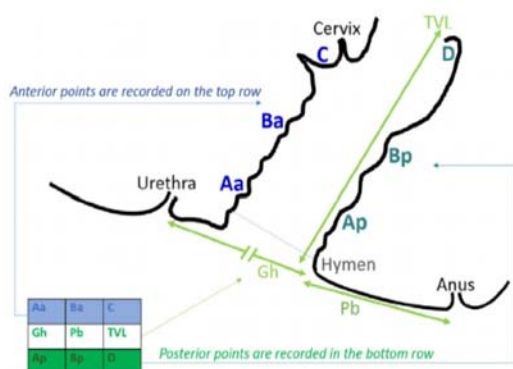 TVL
Cervix
C
D
Anterior points are recorded on the top row
Ba
Bp
Urethra
Aa
Ap
Hymen
Gh
Anus
Pb
Aa Ba C
Gh Pb TVL
Ap Bp D
Posterior points are recorded in the bottom row